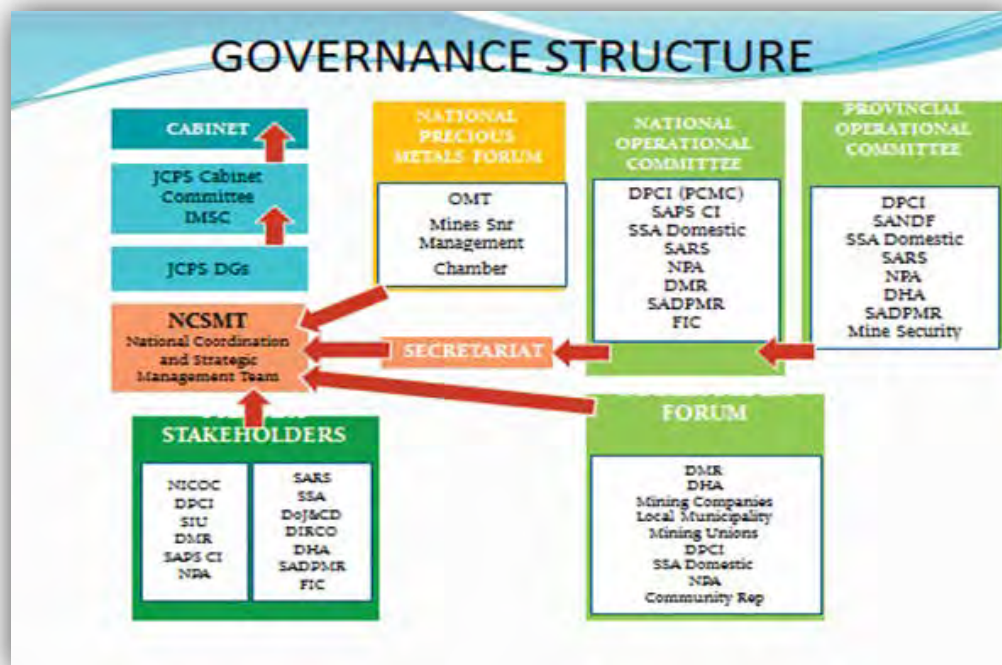 GOVERNANCE STRUCTURE
CABINET
JCPS Cabinet
Committee
IMSC
JCPS DGs
NCSMT
National Coordination
and Strategic
Management Team
NATIONAL
PRECIOUS
METALS FORUM
OMT
Mines Snr
Management
Chamber
SECRETARIAT
NATIONAL
OPERATIONAL
COMMITTEE
DPCI (PCMC)
SAPS CI
SSA Domestic
SARS
NPA
DMR
SADPMR
FIC
PROVINCIAL
OPERATIONAL
COMMITTEE
DPCI
SANDF
SSA Domestic
SARS
NPA
DHA
SADPMR
Mine Security
STAKEHOLDERS
NICOC
DPCI
SIU
DMR
SAPS CI
NPA
SARS
SSA
DoJ&CD
DIRCO
DHA
SADPMR
FIC
FORUM
DMR
DHA
Mining Companies
Local Municipality
Mining Unions
DPCI
SSA Domestic
NPA
Community Rep